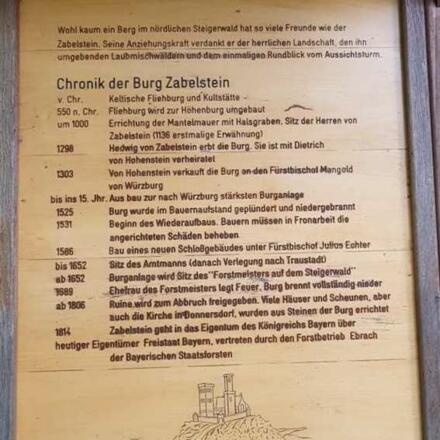 Wohl kaum ein Berg im nördlichen Steigerwald hat so viele Freunde wie der
Zabelstein. Seine Anziehungskraft verdankt er der herrlichen Landschaft, den ihn
umgebenden Laubmischwäldern und dem einmaligen Rundblick vom Aussichtsturm.
Chronik der Burg Zabelstein
v. Chr. Keltische Fliehburg und Kultstätte
550 n. Chr. Fliehburg wird zur Höhenburg umgebaut
um 1000 Errichtung der Mantelmauer mit Halsgraben. Sitz der Herren von
Zabelstein (1136 erstmalige Erwähnung)
1298 Hedwig von Zabelstein erbt die Burg. Sie ist mit Dietrich
von Hohenstein verheiratet
1303 Von Hohenstein verkauft die Burg an den Fürstbischof Mangold
von Würzburg
bis ins 15. Jhr. Aus bau zur nach Würzburg stärksten Burganlage
1525 Burg wurde im Bauernaufstand geplündert und niedergebrannt
1531 Beginn des Wiederaufbaus. Bauern müssen in Fronarbeit die
angerichteten Schäden beheben
1586 Bau eines neuen Schloßgebäudes unter Fürstbischof Julius Echter
bis 1652 Sitz des Amtmanns (danach Verlegung nach Traustadt)
ab 1652 Burganlage wird Sitz des "Forstmeisters auf dem Steigerwald"
1689 Ehefrau des Forstmeisters legt Feuer. Burg brennt vollständig nieder
ab 1806 Ruine wird zum Abbruch freigegeben. Viele Häuser und Scheunen, aber
auch die Kirche in Donnersdorf, wurden aus Steinen der Burg errichtet
1814 Zabelstein geht in das Eigentum des Königreichs Bayern über
heutiger Eigentümer Freistaat Bayern, vertreten durch den Forstbetrieb Ebrach
der Bayerischen Staatsforsten